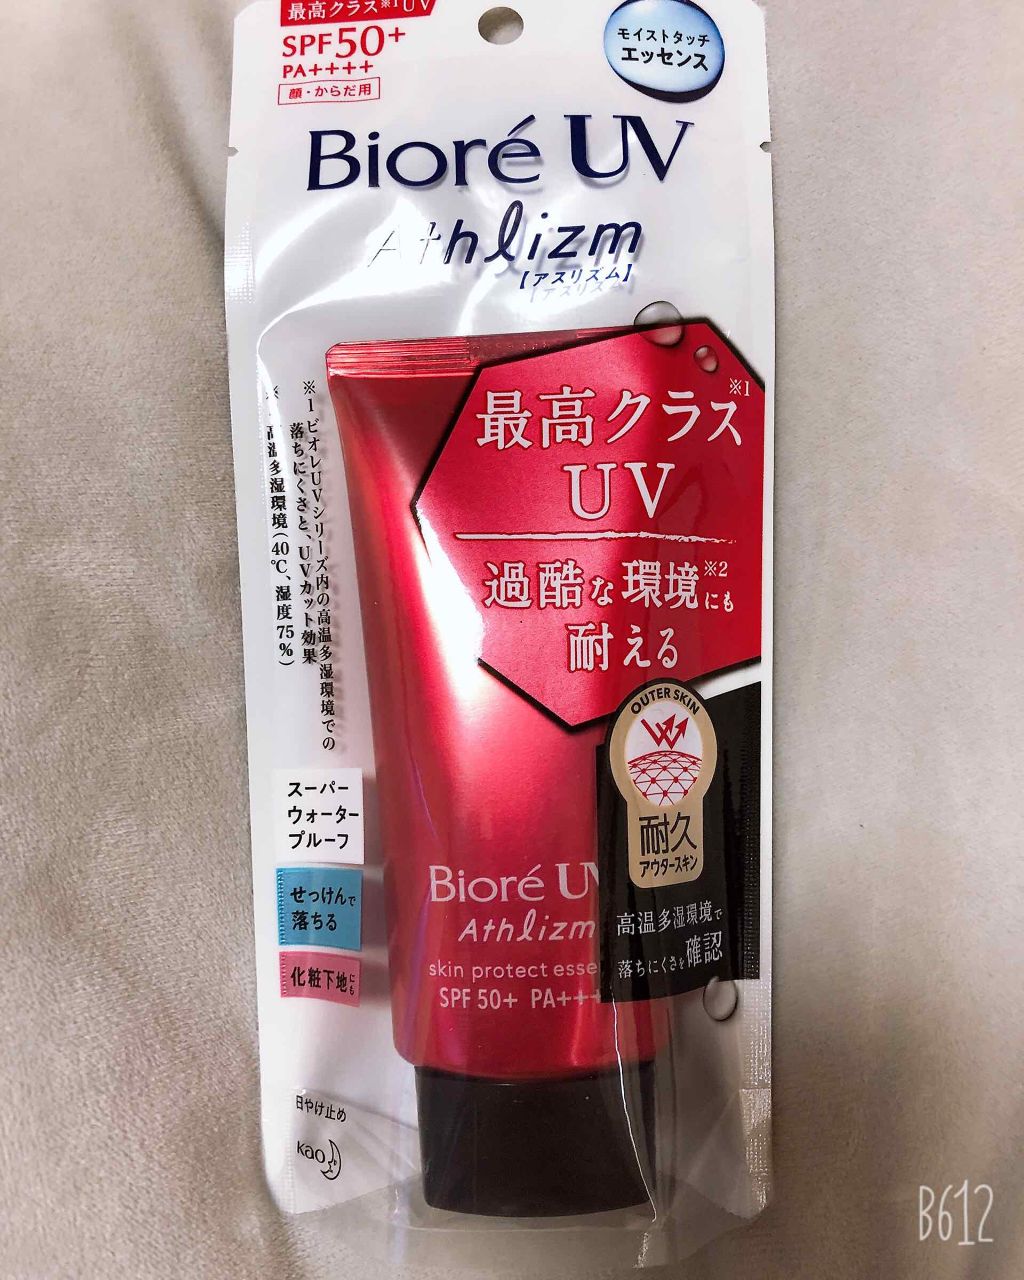 最高クラス※1UV
SPF50+
PA++++
顔・からだ用
モイストタッチ
エッセンス
Bioré UV
Athlizm
【アスリズム】
最高クラス※1
UV
過酷な環境※2にも
耐える
※1 ビオレUVシリーズ内の高温多湿環境での
落ちにくさと、UVカット効果
高温多湿環境(40℃、湿度75%)
OUTER SKIN
耐久
アウタースキン
高温多湿環境で
落ちにくさを確認
スーパー
ウォーター
プルーフ
せっけんで
落ちる
化粧下地にも
Bioré UV
Athlizm
skin protect esse
SPF 50+ PA+++
日やけ止め
kao
B612